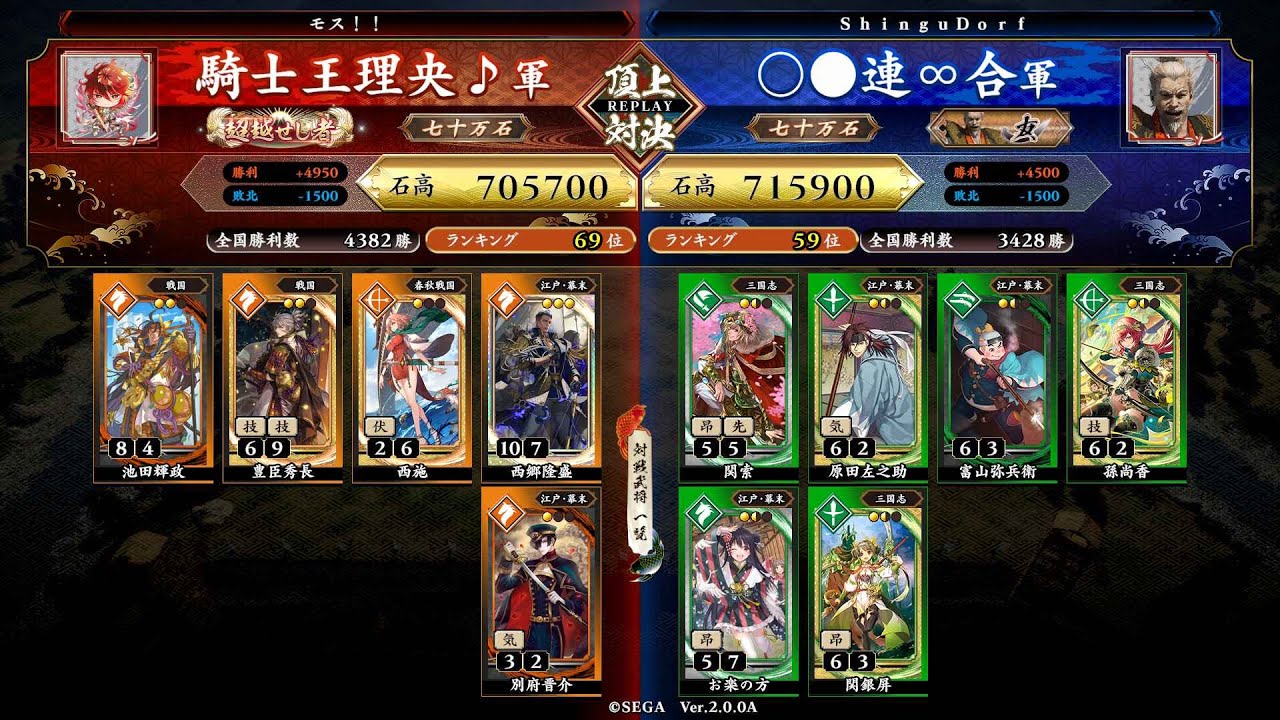 モス！！
ShinguDorf
騎士王理央♪軍
頂上
REPLAY
対決
○●連∞合軍
超越せし者
七十万石
七十万石
玄
勝利 +4950
敗北 -1500
石高 705700
石高 715900
勝利 +4500
敗北 -1500
全国勝利数 4382勝
ランキング 69位
ランキング 59位
全国勝利数 3428勝
戦国
戦国
春秋戦国
江戸・幕末
三国志
江戸・幕末
江戸・幕末
三国志
技 技
伏
昂 先
気
技
8 4
6 9
2 6
10 7
5 5
6 2
6 3
6 2
池田輝政
豊臣秀長
西施
西郷隆盛
関索
原田左之助
富山弥兵衛
孫尚香
対戦武将一覧
江戸・幕末
江戸・幕末
三国志
気
昂
昂
3 2
5 7
6 3
別府晋介
お楽の方
関銀屏
©SEGA Ver.2.0.0A